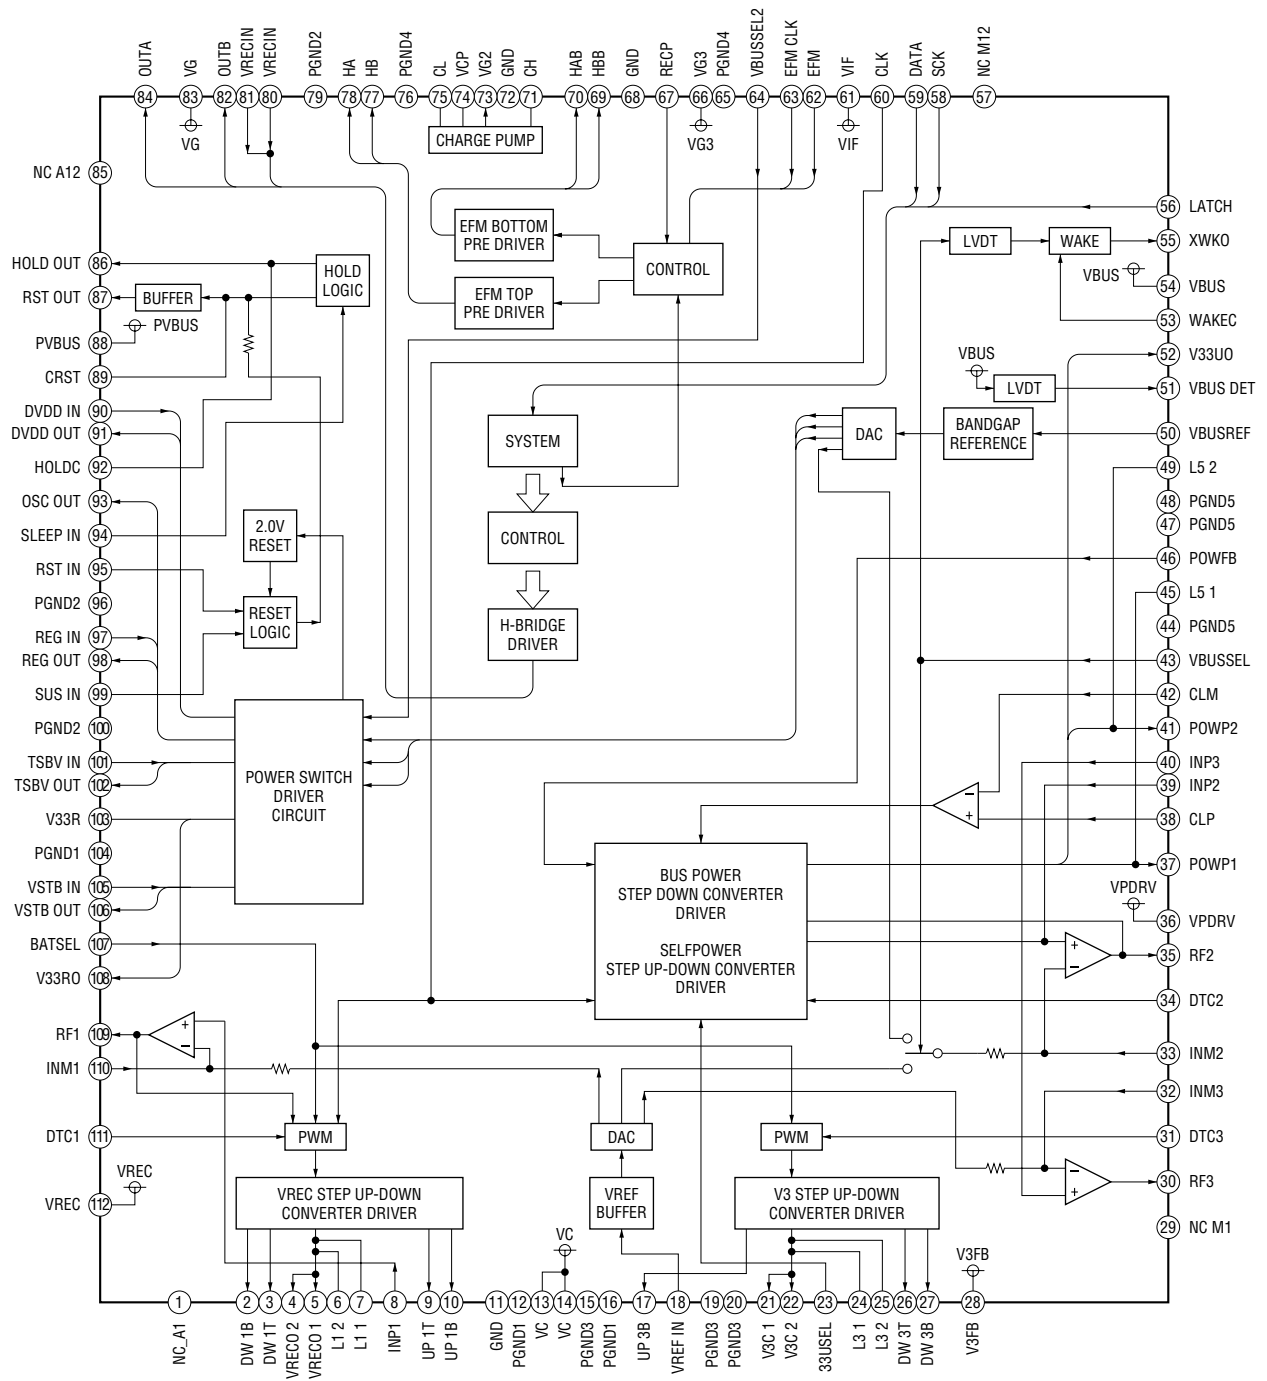 OUTA
VG
OUTB
VRECIN
VRECIN
PGND2
HA
HB
PGND4
CL
VCP
VG2
GND
CH
HAB
HBB
GND
RECP
VG3
PGND4
VBUSSEL2
EFM CLK
EFM
VIF
CLK
DATA
SCK
NC M12
84 83 82 81 80 79 78 77 76 75 74 73 72 71 70 69 68 67 66 65 64 63 62 61 60 59 58 57
VG
CHARGE PUMP
VG3
VIF
NC A12 85
HOLD OUT 86
RST OUT 87
PVBUS 88
CRST 89
DVDD IN 90
DVDD OUT 91
HOLDC 92
OSC OUT 93
SLEEP IN 94
RST IN 95
PGND2 96
REG IN 97
REG OUT 98
SUS IN 99
PGND2 100
TSBV IN 101
TSBV OUT 102
V33R 103
PGND1 104
VSTB IN 105
VSTB OUT 106
BATSEL 107
V33RO 108
RF1 109
INM1 110
DTC1 111
VREC 112
56 LATCH
55 XWKO
54 VBUS
53 WAKEC
52 V33UO
51 VBUS DET
50 VBUSREF
49 L5 2
48 PGND5
47 PGND5
46 POWFB
45 L5 1
44 PGND5
43 VBUSSEL
42 CLM
41 POWP2
40 INP3
39 INP2
38 CLP
37 POWP1
36 VPDRV
35 RF2
34 DTC2
33 INM2
32 INM3
31 DTC3
30 RF3
29 NC M1
EFM BOTTOM
PRE DRIVER
EFM TOP
PRE DRIVER
CONTROL
LVDT
WAKE
VBUS
HOLD
LOGIC
BUFFER
PVBUS
VBUS
LVDT
SYSTEM
DAC
BANDGAP
REFERENCE
2.0V
RESET
CONTROL
RESET
LOGIC
H-BRIDGE
DRIVER
POWER SWITCH
DRIVER
CIRCUIT
−
+
BUS POWER
STEP DOWN CONVERTER
DRIVER
SELFPOWER
STEP UP-DOWN CONVERTER
DRIVER
VPDRV
+
−
+
−
PWM
DAC
PWM
−
+
VREC
VREC STEP UP-DOWN
CONVERTER DRIVER
VREF
BUFFER
V3 STEP UP-DOWN
CONVERTER DRIVER
VC
V3FB
1 2 3 4 5 6 7 8 9 10 11 12 13 14 15 16 17 18 19 20 21 22 23 24 25 26 27 28
NC_A1
DW 1B
DW 1T
VRECO 2
VRECO 1
L1 2
L1 1
INP1
UP 1T
UP 1B
GND
PGND1
VC
VC
PGND3
PGND1
UP 3B
VREF IN
PGND3
PGND3
V3C 1
V3C 2
33USEL
L3 1
L3 2
DW 3T
DW 3B
V3FB